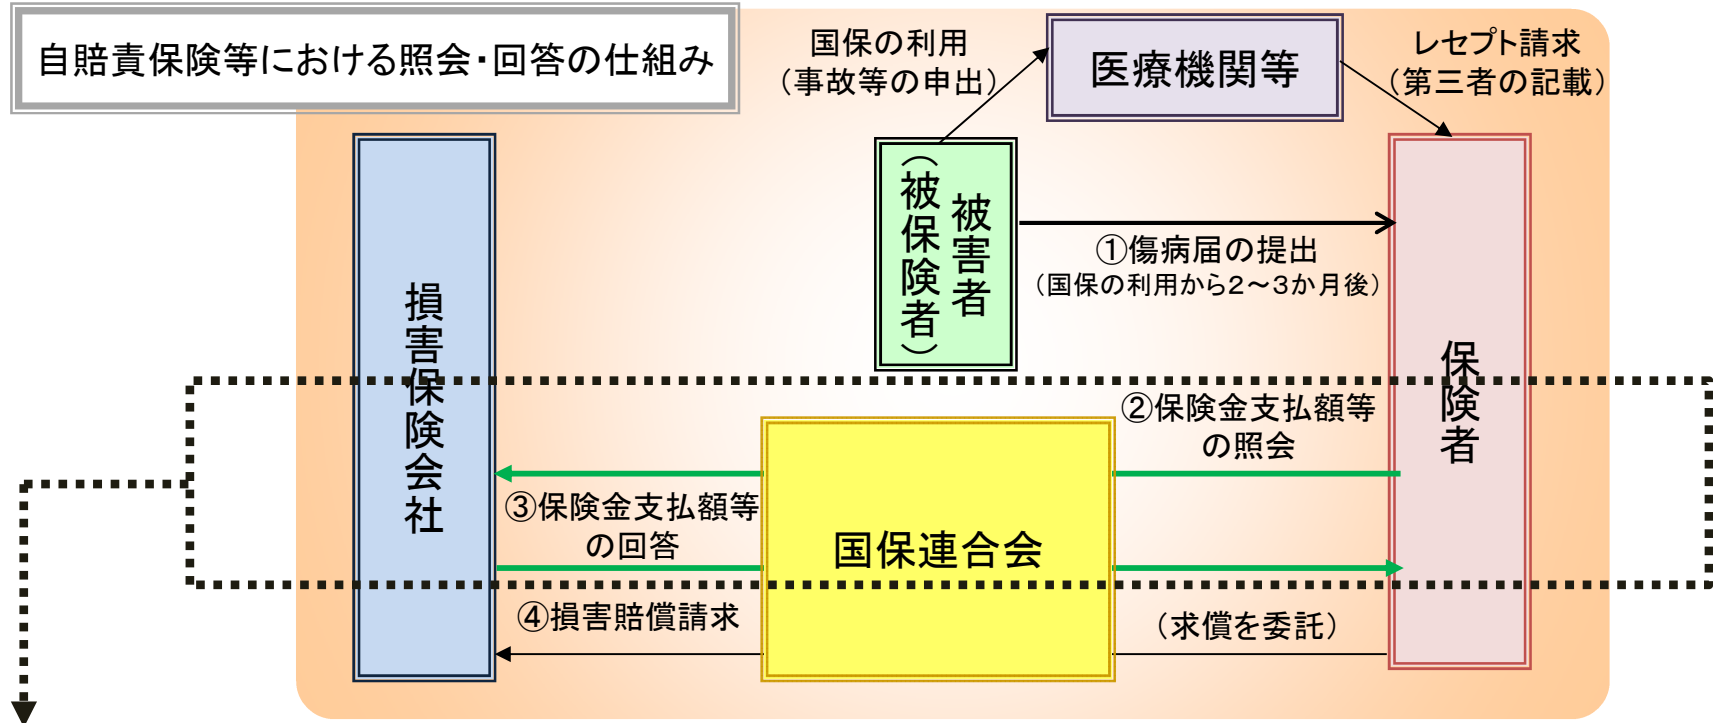 自賠責保険等における照会・回答の仕組み
国保の利用
（事故等の申出）
医療機関等
レセプト請求
（第三者の記載）
被害者
（被保険者）
①傷病届の提出
（国保の利用から２～３か月後）
損害保険会社
保険者
②保険金支払額等
の照会
③保険金支払額等
の回答
国保連合会
④損害賠償請求
（求償を委託）